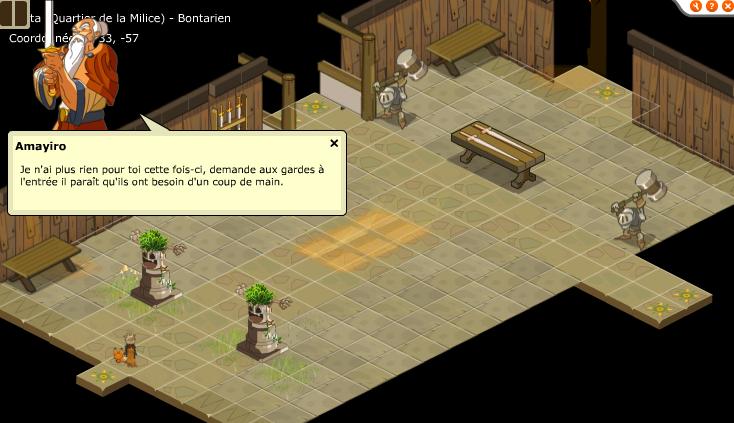 (Quartier de la Milice) - Bontarien
33, -57
Amayiro
Je n'ai plus rien pour toi cette fois-ci, demande aux gardes à
l'entrée il paraît qu'ils ont besoin d'un coup de main.